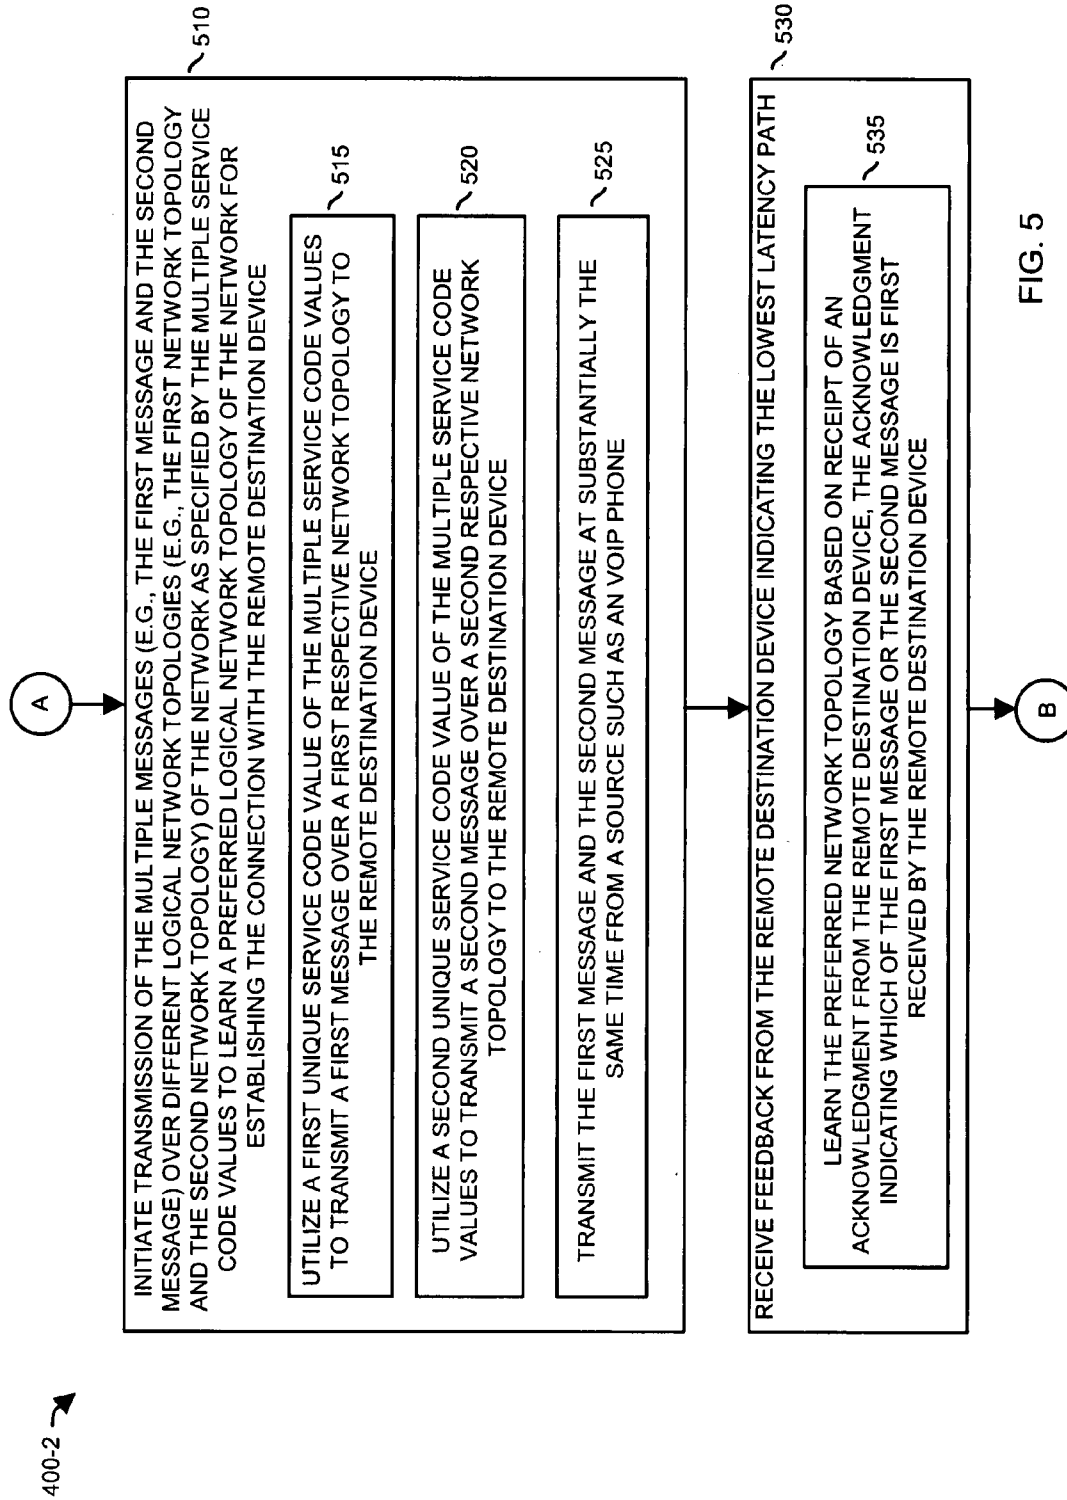 400-2
A
510
INITIATE TRANSMISSION OF THE MULTIPLE MESSAGES (E.G., THE FIRST MESSAGE AND THE SECOND
MESSAGE) OVER DIFFERENT LOGICAL NETWORK TOPOLOGIES (E.G., THE FIRST NETWORK TOPOLOGY
AND THE SECOND NETWORK TOPOLOGY) OF THE NETWORK AS SPECIFIED BY THE MULTIPLE SERVICE
CODE VALUES TO LEARN A PREFERRED LOGICAL NETWORK TOPOLOGY OF THE NETWORK FOR
ESTABLISHING THE CONNECTION WITH THE REMOTE DESTINATION DEVICE
515
UTILIZE A FIRST UNIQUE SERVICE CODE VALUE OF THE MULTIPLE SERVICE CODE VALUES
TO TRANSMIT A FIRST MESSAGE OVER A FIRST RESPECTIVE NETWORK TOPOLOGY TO
THE REMOTE DESTINATION DEVICE
520
UTILIZE A SECOND UNIQUE SERVICE CODE VALUE OF THE MULTIPLE SERVICE CODE
VALUES TO TRANSMIT A SECOND MESSAGE OVER A SECOND RESPECTIVE NETWORK
TOPOLOGY TO THE REMOTE DESTINATION DEVICE
525
TRANSMIT THE FIRST MESSAGE AND THE SECOND MESSAGE AT SUBSTANTIALLY THE
SAME TIME FROM A SOURCE SUCH AS AN VOIP PHONE
530
RECEIVE FEEDBACK FROM THE REMOTE DESTINATION DEVICE INDICATING THE LOWEST LATENCY PATH
535
LEARN THE PREFERRED NETWORK TOPOLOGY BASED ON RECEIPT OF AN
ACKNOWLEDGMENT FROM THE REMOTE DESTINATION DEVICE, THE ACKNOWLEDGMENT
INDICATING WHICH OF THE FIRST MESSAGE OR THE SECOND MESSAGE IS FIRST
RECEIVED BY THE REMOTE DESTINATION DEVICE
B
FIG. 5